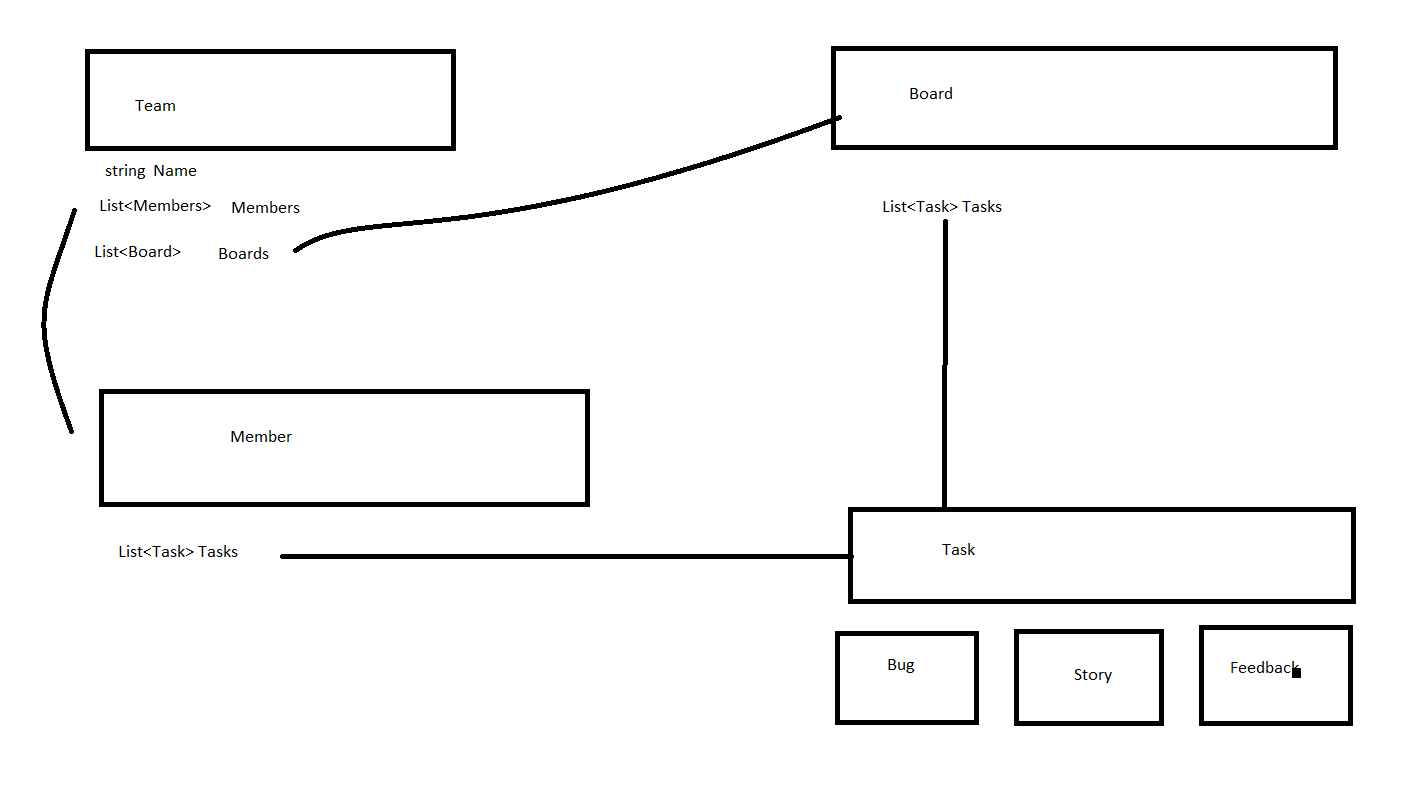 Team
string Name
List<Members> Members
List<Board> Boards
Board
List<Task> Tasks
Member
List<Task> Tasks
Task
Bug
Story
Feedback